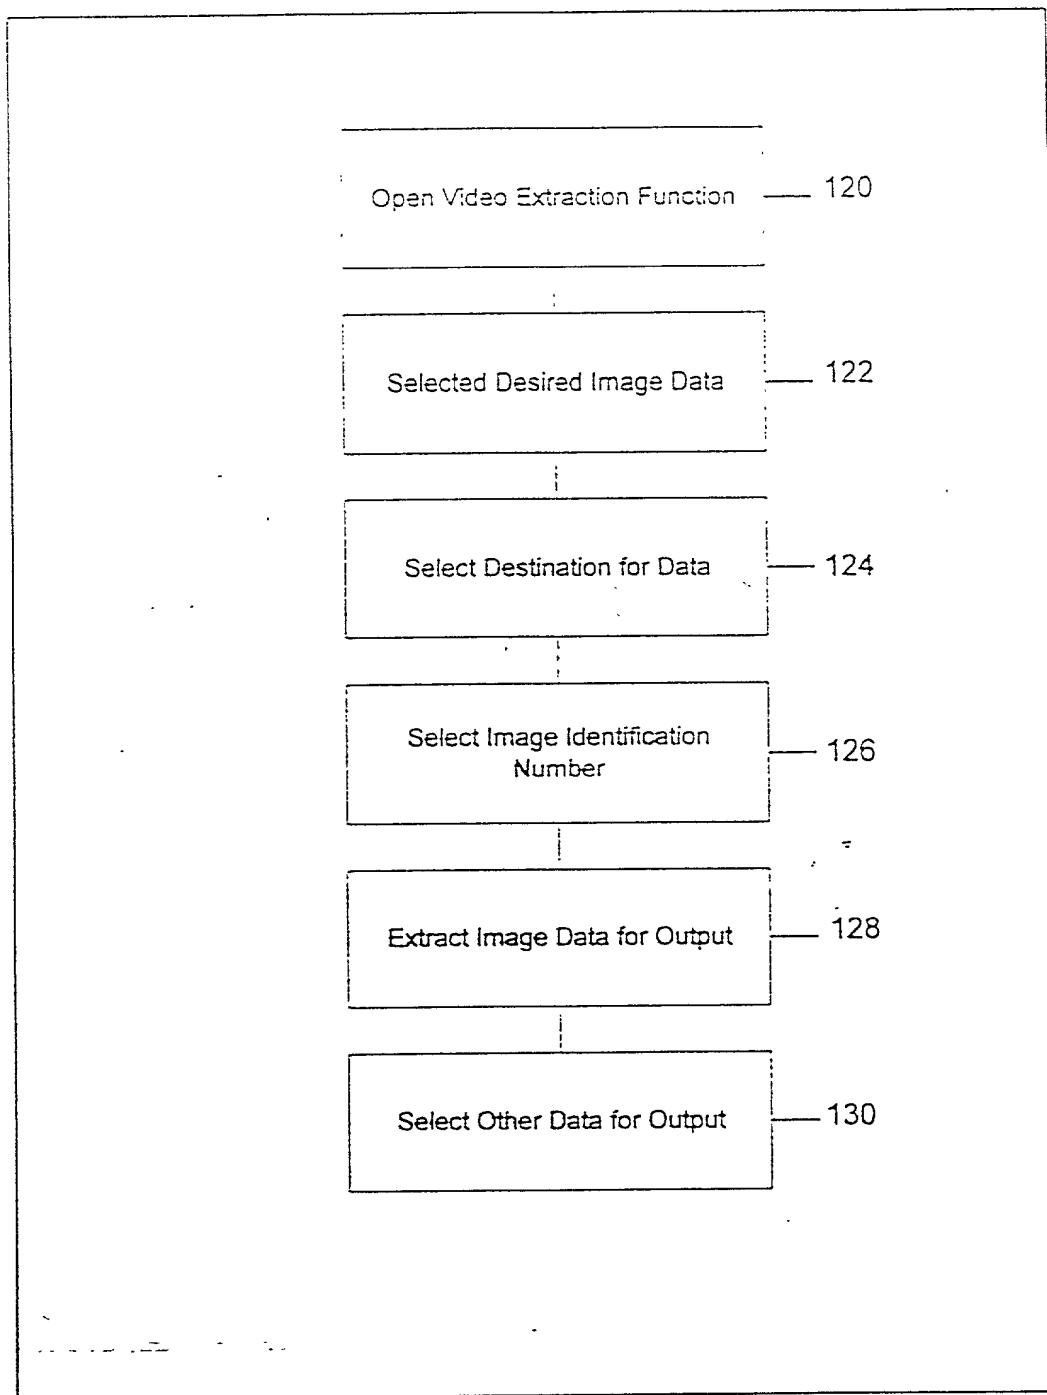 Open Video Extraction Function
120
Selected Desired Image Data
122
Select Destination for Data
124
Select Image Identification
Number
126
Extract Image Data for Output
128
Select Other Data for Output
130